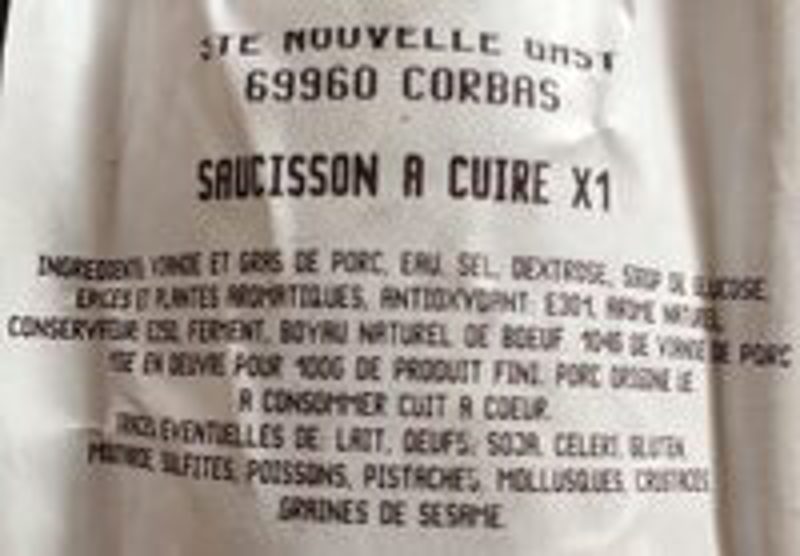 STE NOUVELLE GAST
69960 CORBAS
SAUCISSON A CUIRE X1
INGREDIENTS VIANDE ET GRAS DE PORC, EAU, SEL, DEXTROSE, SIROP DE GLUCOSE,
EPICES ET PLANTES AROMATIQUES, ANTIOXYDANT: E301, AROME NATUREL
CONSERVATEUR FERMENT, BOYAU NATUREL DE BOEUF 104G DE VIANDE DE PORC
MISE EN OEUVRE POUR 100G DE PRODUIT FINI. PORC ORIGINE UE
A CONSOMMER CUIT A COEUR.
TRACES EVENTUELLES DE: LAIT, OEUFS, SOJA, CELERI, GLUTEN,
MOUTARDE, SULFITES, POISSONS, PISTACHES, MOLLUSQUES, CRUSTACES
GRAINES DE SESAME.